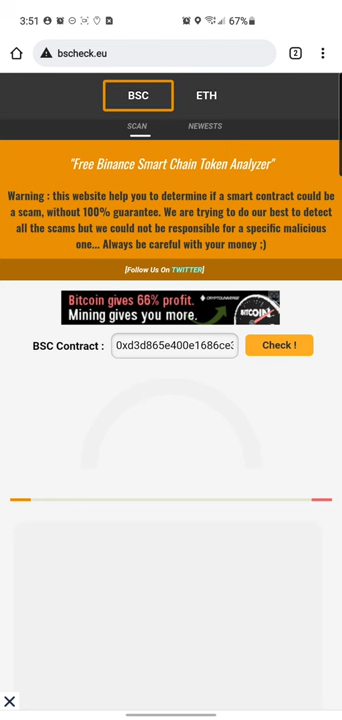 3:51 67%
bscheck.eu 2
BSC ETH
SCAN NEWESTS
"Free Binance Smart Chain Token Analyzer"
Warning : this website help you to determine if a smart contract could be
a scam, without 100% guarantee. We are trying to do our best to detect
all the scams but we could not be responsible for a specific malicious
one... Always be careful with your money ;)
[Follow Us On TWITTER]
Bitcoin gives 66% profit.
Mining gives you more.
BITCOIN
BSC Contract : 0xd3d865e400e1686ce3 Check !